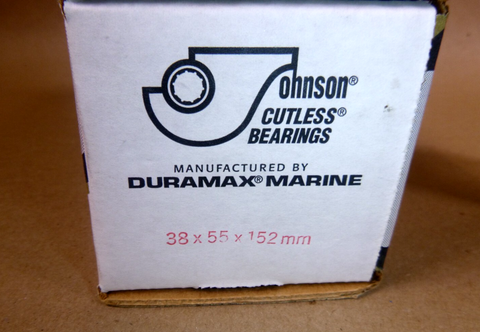 Johnson®
CUTLESS®
BEARINGS
MANUFACTURED BY
DURAMAX® MARINE
38 x 55 x 152 mm